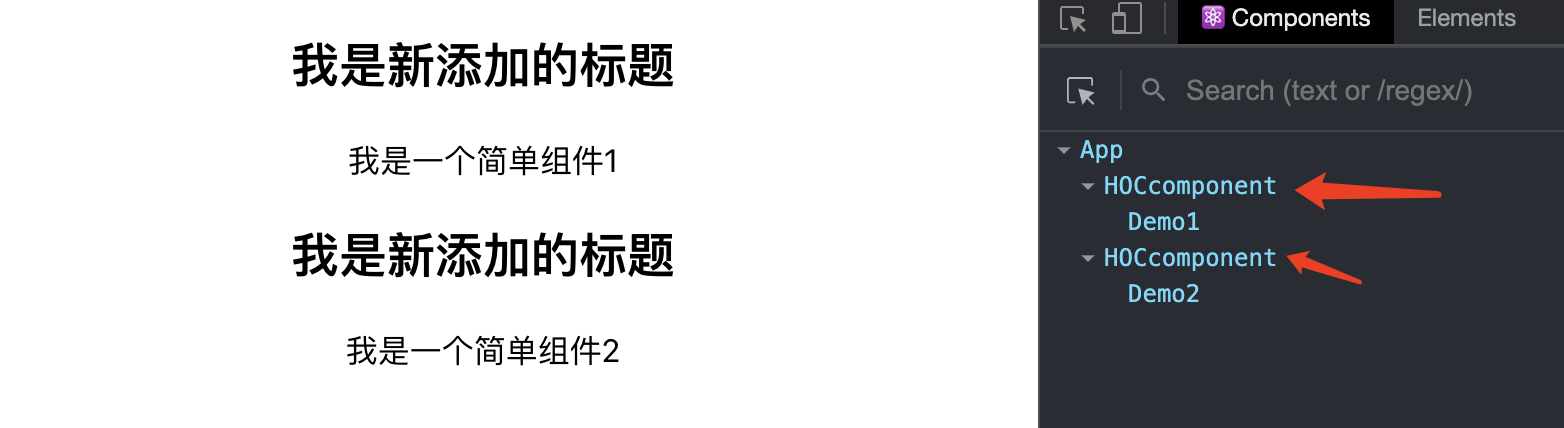 我是新添加的标题
我是一个简单组件1
我是新添加的标题
我是一个简单组件2
Components Elements
Search (text or /regex/)
App
HOCcomponent
Demo1
HOCcomponent
Demo2